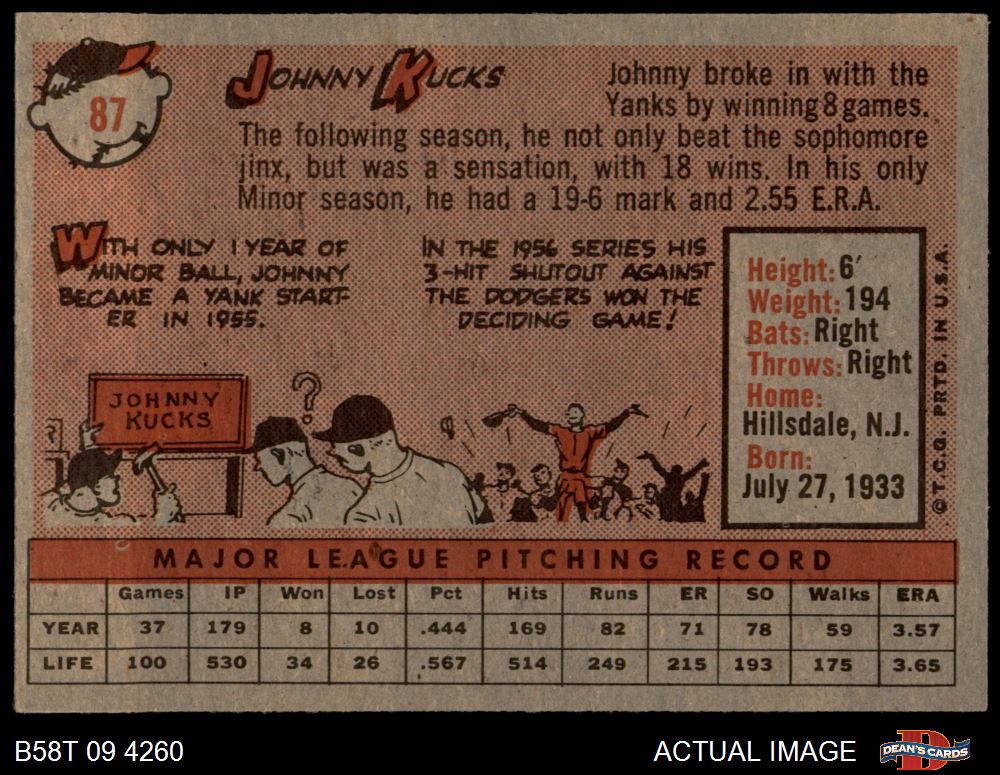 87
JOHNNY KUCKS
Johnny broke in with the
Yanks by winning 8 games.
The following season, he not only beat the sophomore
jinx, but was a sensation, with 18 wins. In his only
Minor season, he had a 19-6 mark and 2.55 E.R.A.
WITH ONLY 1 YEAR OF
MINOR BALL, JOHNNY
BECAME A YANK START-
ER IN 1955.
IN THE 1956 SERIES HIS
3-HIT SHUTOUT AGAINST
THE DODGERS WON THE
DECIDING GAME!
JOHNNY
KUCKS
?
Height: 6'
Weight: 194
Bats: Right
Throws: Right
Home:
Hillsdale, N.J.
Born:
July 27, 1933
© T.C.G. PRTD. IN U.S.A.
MAJOR LEAGUE PITCHING RECORD
Games IP Won Lost Pct Hits Runs ER SO Walks ERA
YEAR 37 179 8 10 .444 169 82 71 78 59 3.57
LIFE 100 530 34 26 .567 514 249 215 193 175 3.65
B58T 09 4260
ACTUAL IMAGE
DEAN'S CARDS